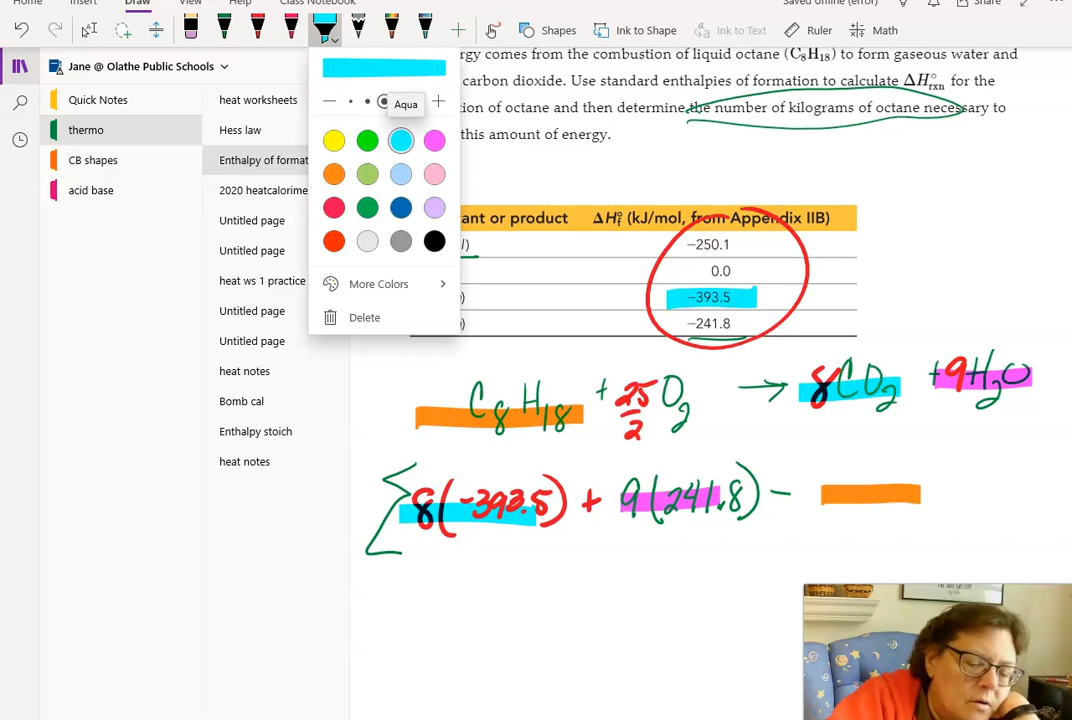 Insert Draw View Help Class Notebook Saved online (error) Share
Shapes Ink to Shape Ink to Text Ruler Math
Jane @ Olathe Public Schools
Quick Notes
thermo
CB shapes
acid base
heat worksheets
Hess law
Enthalpy of format
2020 heatcalorime
Untitled page
Untitled page
heat ws 1 practice
Untitled page
Untitled page
heat notes
Bomb cal
Enthalpy stoich
heat notes
Aqua
More Colors
Delete
rgy comes from the combustion of liquid octane (C₈H₁₈) to form gaseous water and
carbon dioxide. Use standard enthalpies of formation to calculate ΔH°rxn for the
tion of octane and then determine the number of kilograms of octane necessary to
this amount of energy.
ant or product ΔH°f (kJ/mol, from Appendix IIB)
l) −250.1
0.0
) −393.5
) −241.8
C₈H₁₈ + 25/2 O₂ → 8CO₂ + 9H₂O
Σ 8(-393.5) + 9(241.8) -